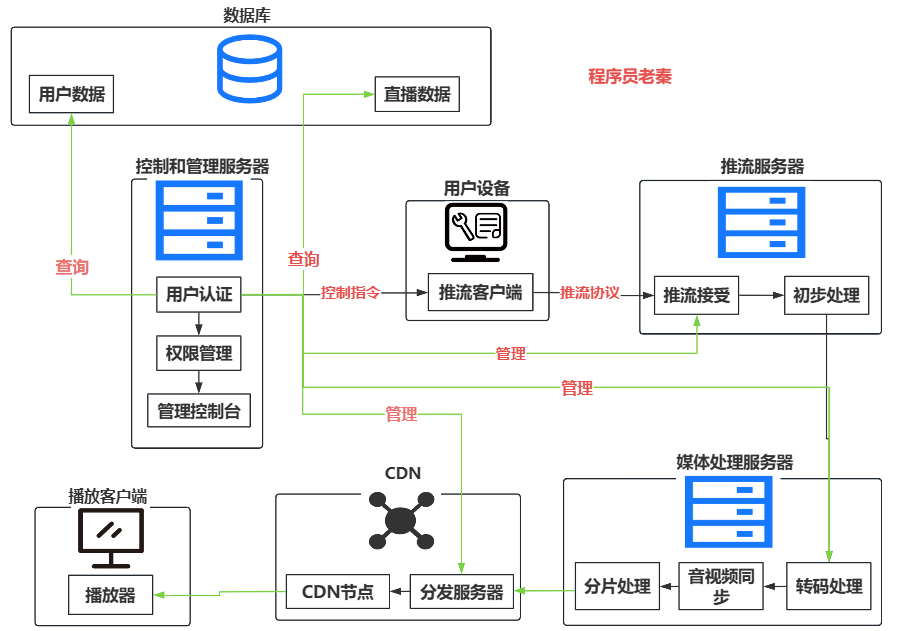 数据库
程序员老秦
用户数据
直播数据
控制和管理服务器
推流服务器
用户设备
查询
查询
用户认证
控制指令
推流客户端
推流协议
推流接受
初步处理
权限管理
管理
管理
管理控制台
管理
媒体处理服务器
CDN
播放客户端
播放器
CDN节点
分发服务器
分片处理
音视频同
步
转码处理